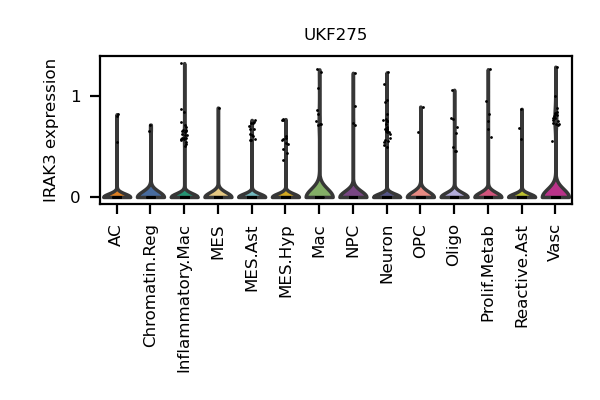 UKF275
IRAK3 expression
1
0
AC
Chromatin.Reg
Inflammatory.Mac
MES
MES.Ast
MES.Hyp
Mac
NPC
Neuron
OPC
Oligo
Prolif.Metab
Reactive.Ast
Vasc